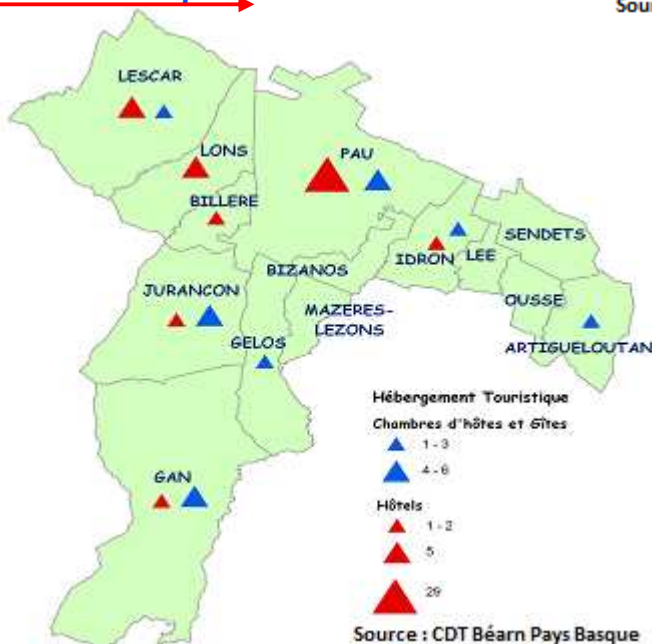 Sour
LESCAR
LONS
PAU
BILLERE
SENDETS
IDRON
LEE
BIZANOS
JURANCON
OUSSE
MAZERES-
LEZONS
GELOS
ARTIGUELOUTAN
Hébergement Touristique
Chambres d'hôtes et Gîtes
1 - 3
4 - 6
GAN
Hôtels
1 - 2
5
29
Source : CDT Béarn Pays Basque